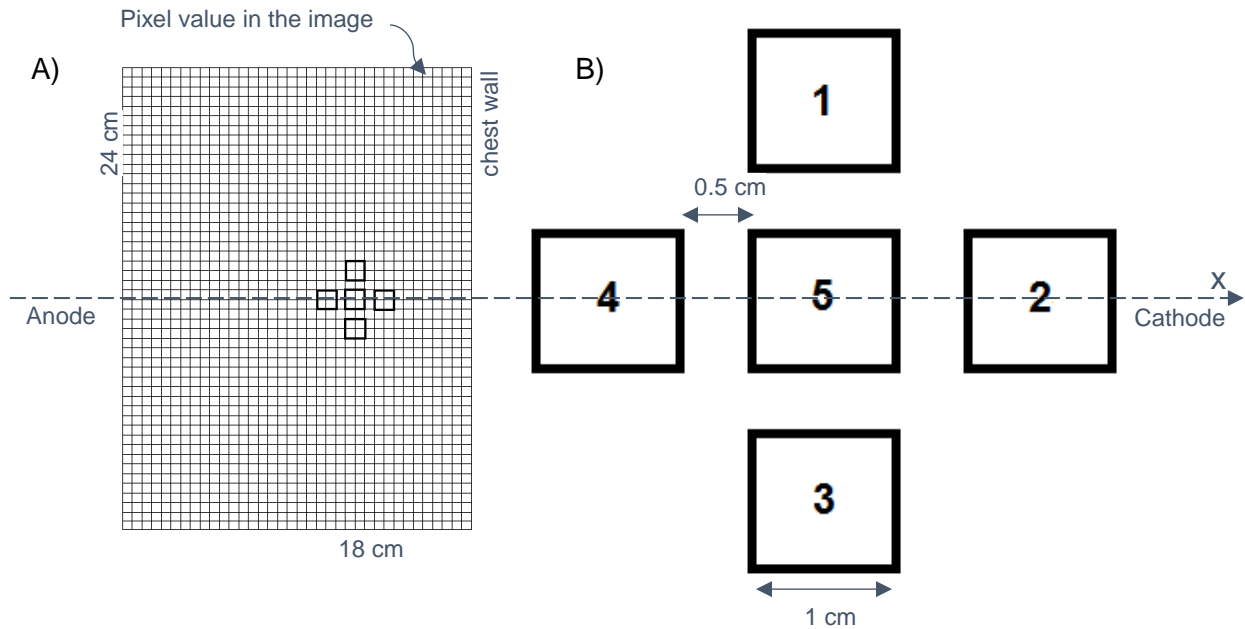 Pixel value in the image
A)
B)
24 cm
chest wall
18 cm
Anode
1
0.5 cm
4
5
2
x
Cathode
3
1 cm